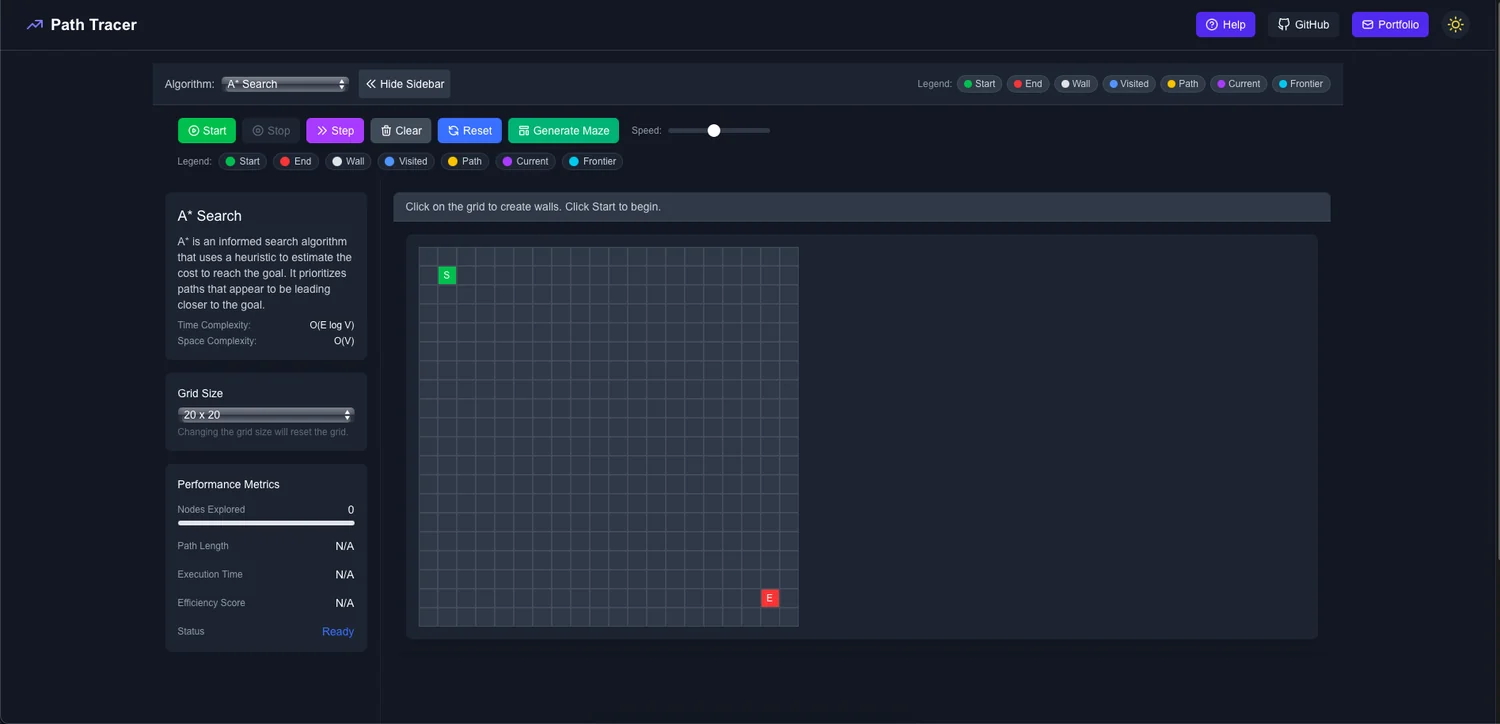 Path Tracer
Help GitHub Portfolio
Algorithm: A* Search Hide Sidebar Legend: Start End Wall Visited Path Current Frontier
Start Stop Step Clear Reset Generate Maze Speed:
Legend: Start End Wall Visited Path Current Frontier
A* Search
A* is an informed search algorithm
that uses a heuristic to estimate the
cost to reach the goal. It prioritizes
paths that appear to be leading
closer to the goal.
Time Complexity: O(E log V)
Space Complexity: O(V)
Grid Size
20 x 20
Changing the grid size will reset the grid.
Performance Metrics
Nodes Explored 0
Path Length N/A
Execution Time N/A
Efficiency Score N/A
Status Ready
Click on the grid to create walls. Click Start to begin.
S
E